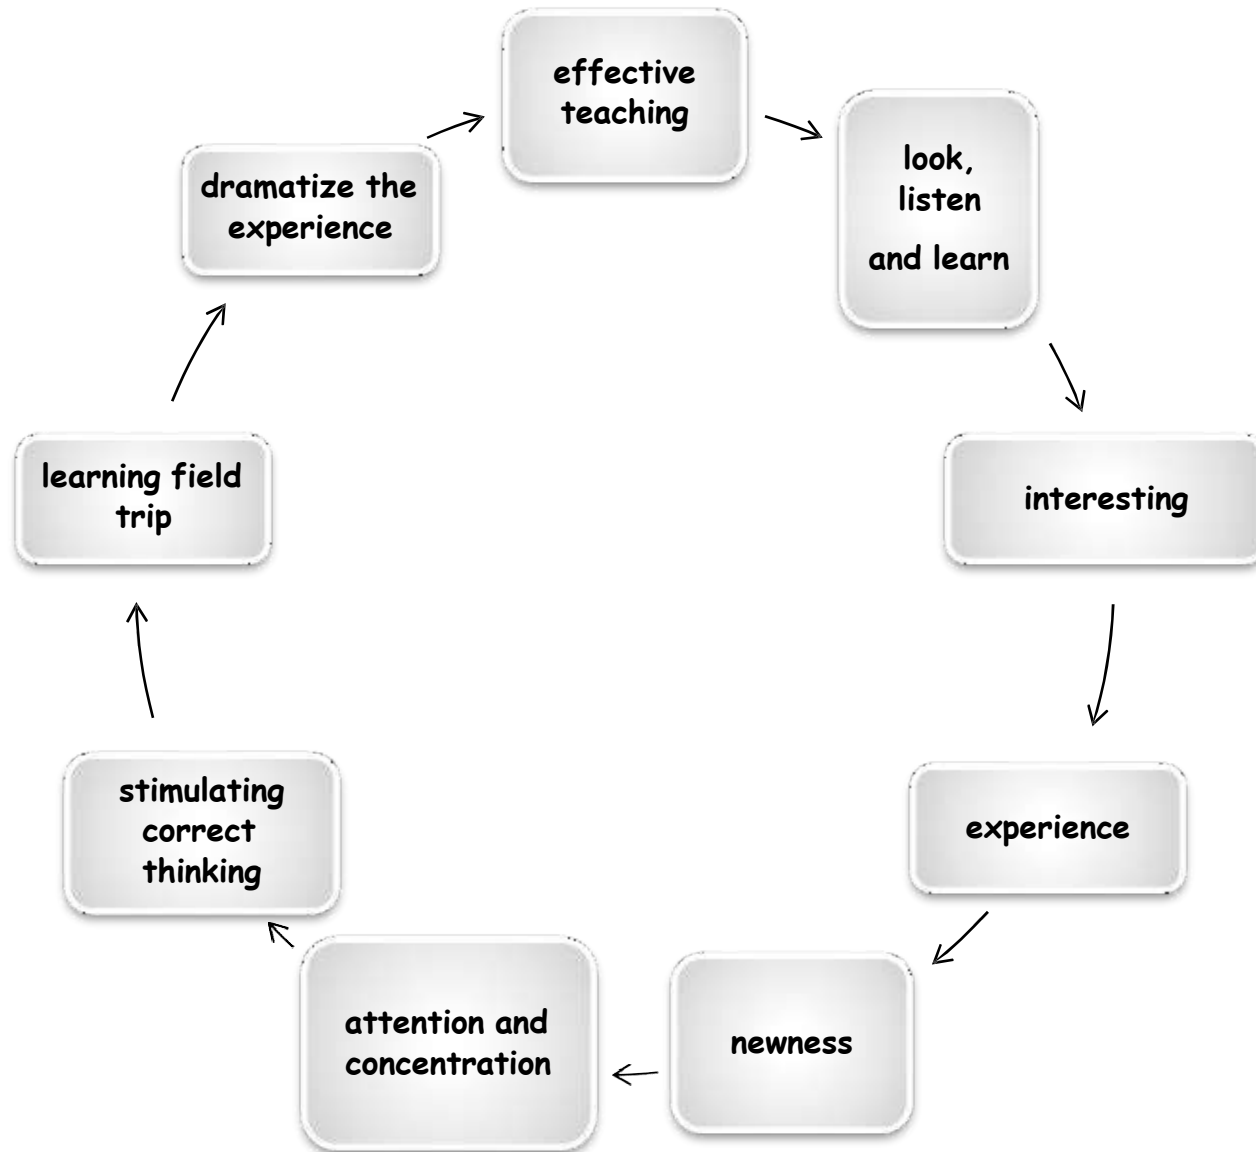 effective
teaching
look,
listen
and learn
interesting
experience
newness
attention and
concentration
stimulating
correct
thinking
learning field
trip
dramatize the
experience